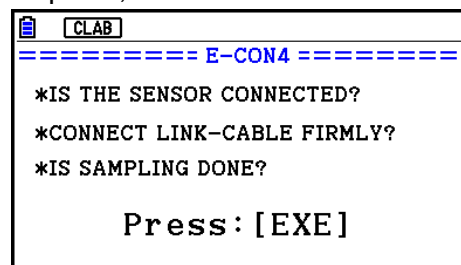 CLAB
========= E-CON4 ========
*IS THE SENSOR CONNECTED?
*CONNECT LINK-CABLE FIRMLY?
*IS SAMPLING DONE?
Press:[EXE]